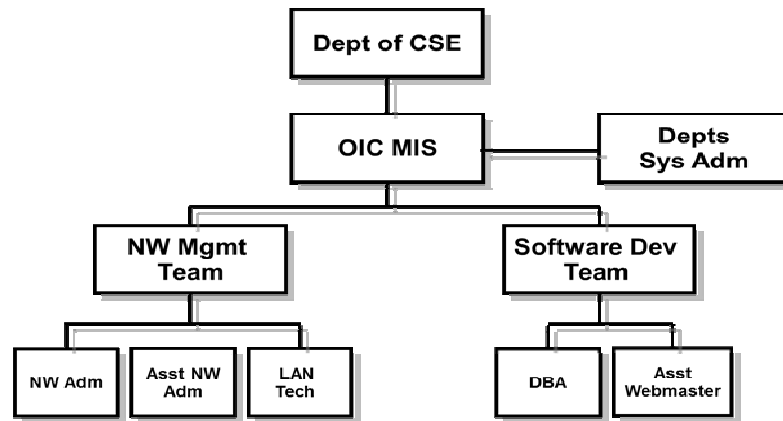 Dept of CSE
OIC MIS
Depts
Sys Adm
NW Mgmt
Team
Software Dev
Team
NW Adm
Asst NW
Adm
LAN
Tech
DBA
Asst
Webmaster